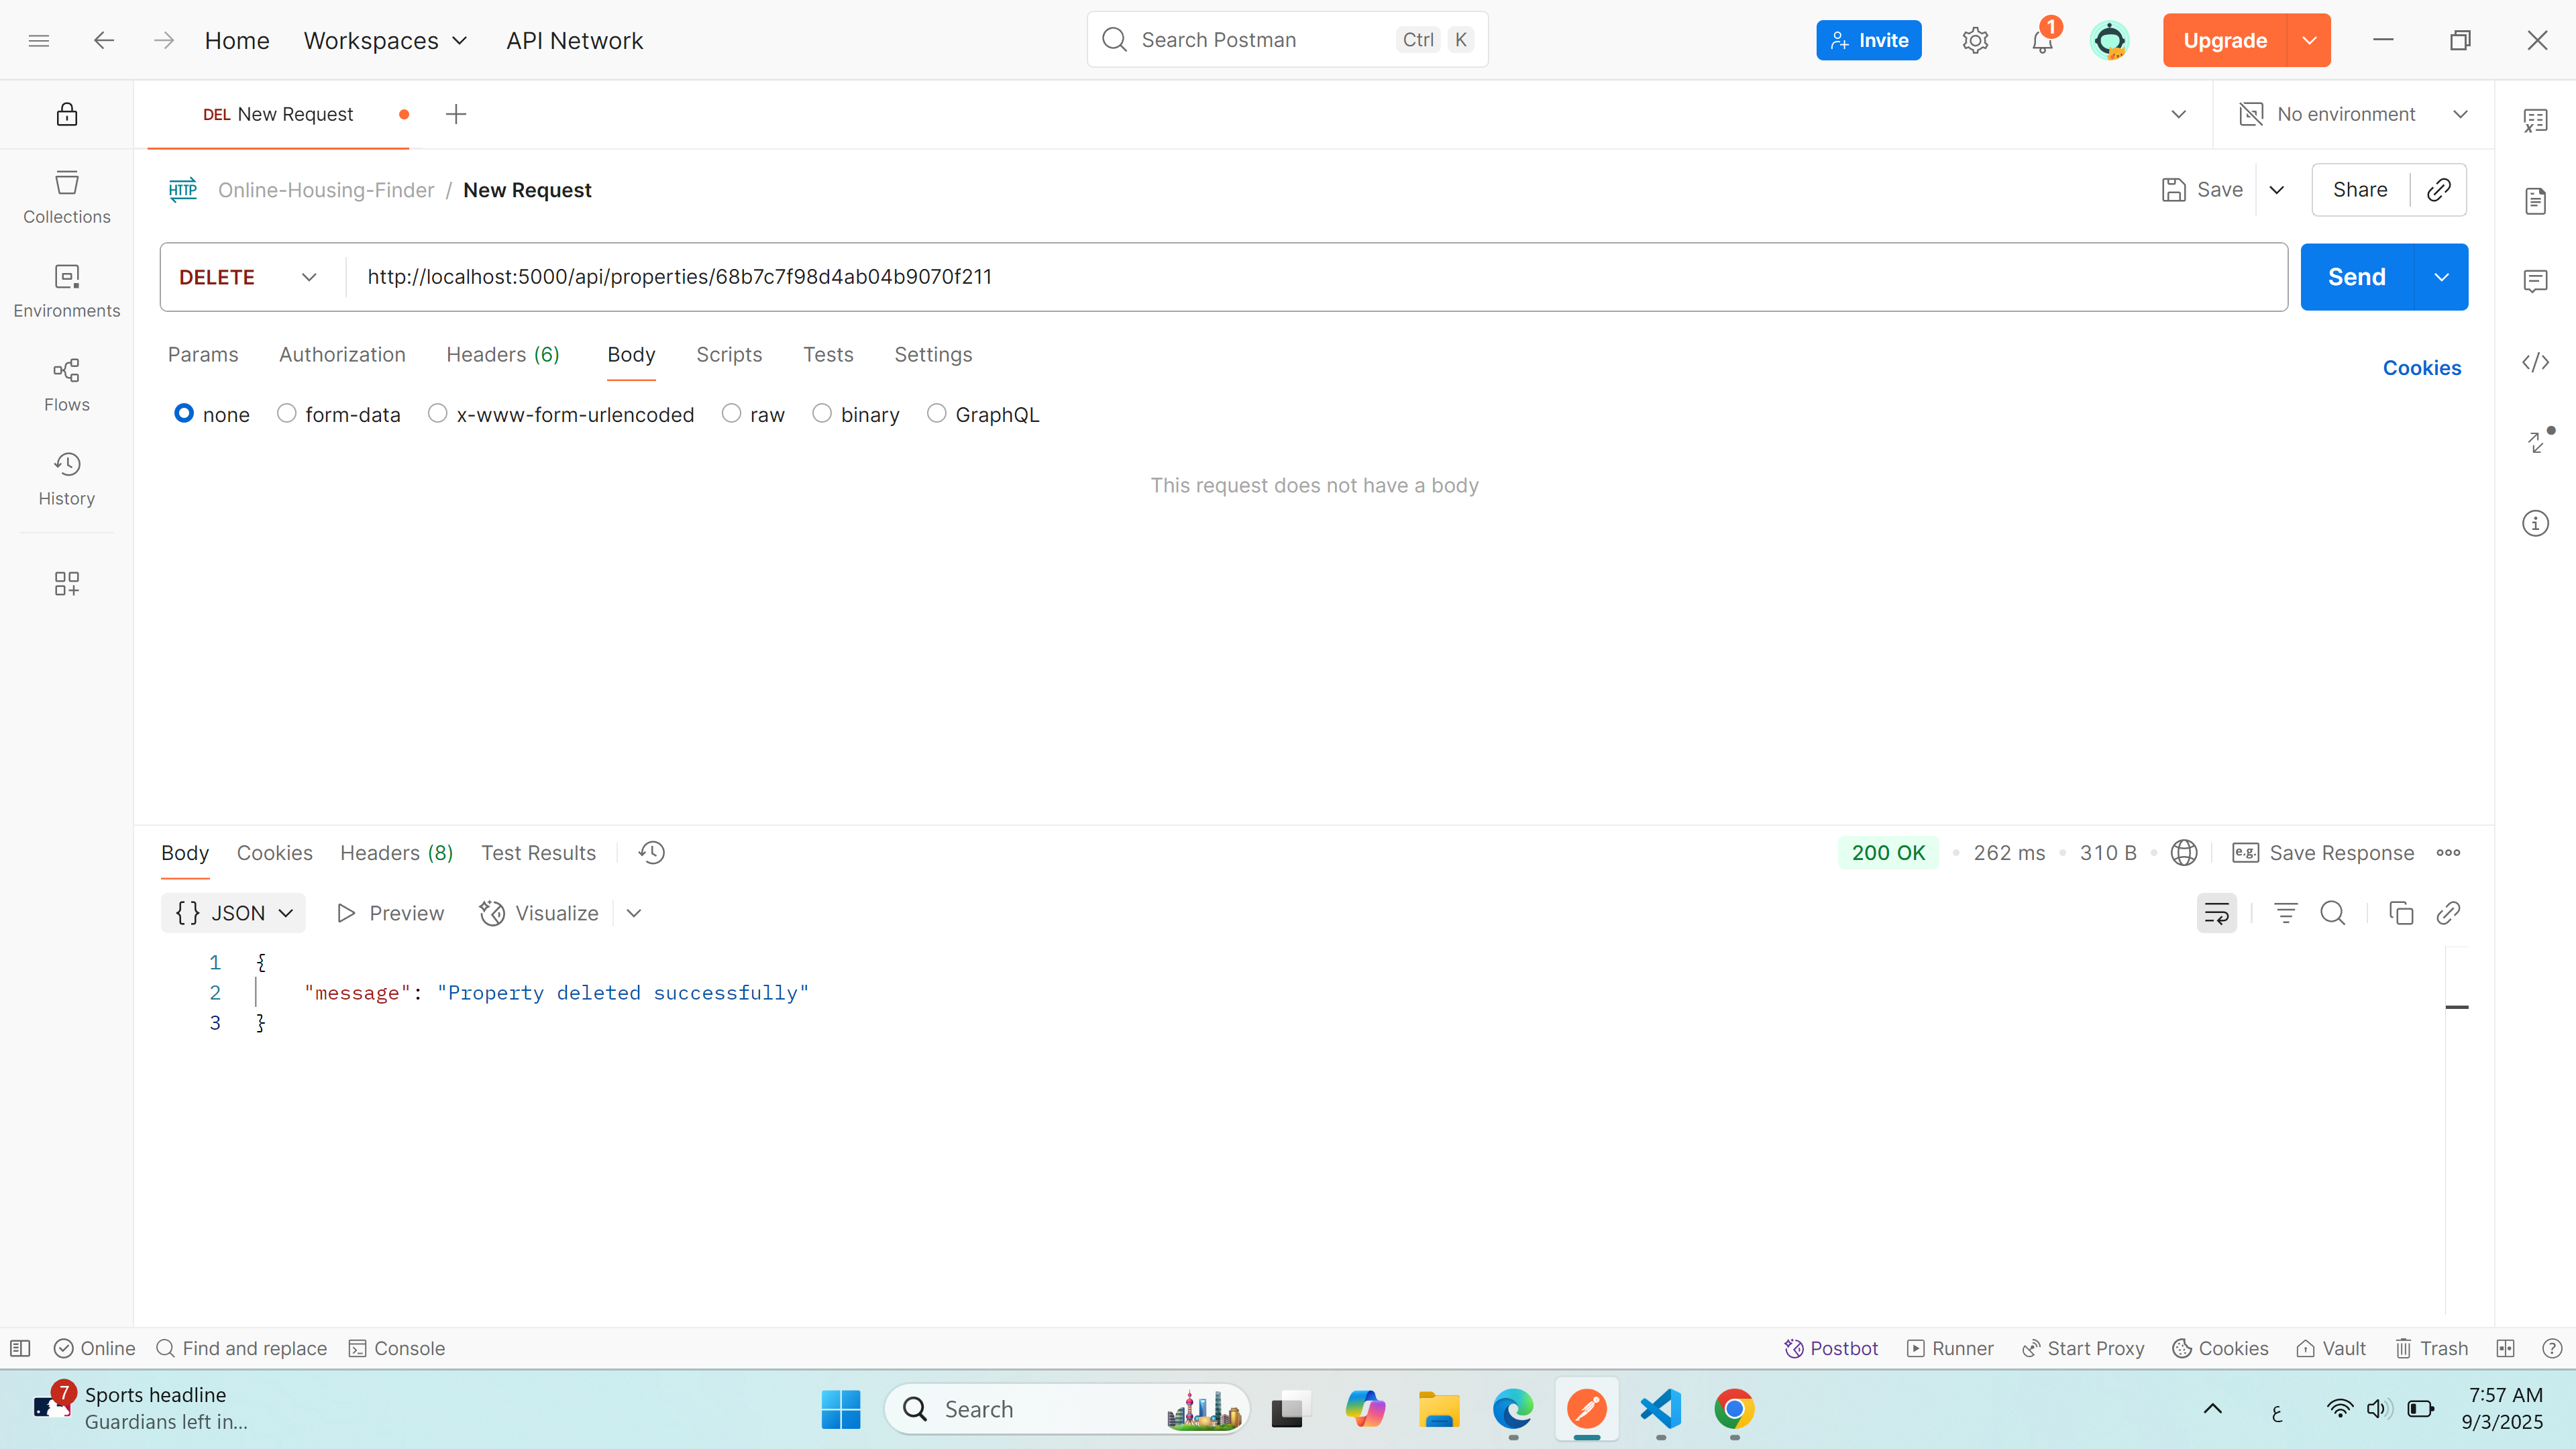 Home Workspaces API Network Search Postman Ctrl K Invite 1 Upgrade
DEL New Request No environment
HTTP Online-Housing-Finder / New Request Save Share
DELETE http://localhost:5000/api/properties/68b7c7f98d4ab04b9070f211 Send
Params Authorization Headers (6) Body Scripts Tests Settings Cookies
none form-data x-www-form-urlencoded raw binary GraphQL
This request does not have a body
Collections
Environments
Flows
History
Body Cookies Headers (8) Test Results 200 OK 262 ms 310 B e.g. Save Response
{} JSON Preview Visualize
1 {
2 "message": "Property deleted successfully"
3 }
Online Find and replace Console Postbot Runner Start Proxy Cookies Vault Trash
7 Sports headline
Guardians left in...
Search
ع
7:57 AM
9/3/2025